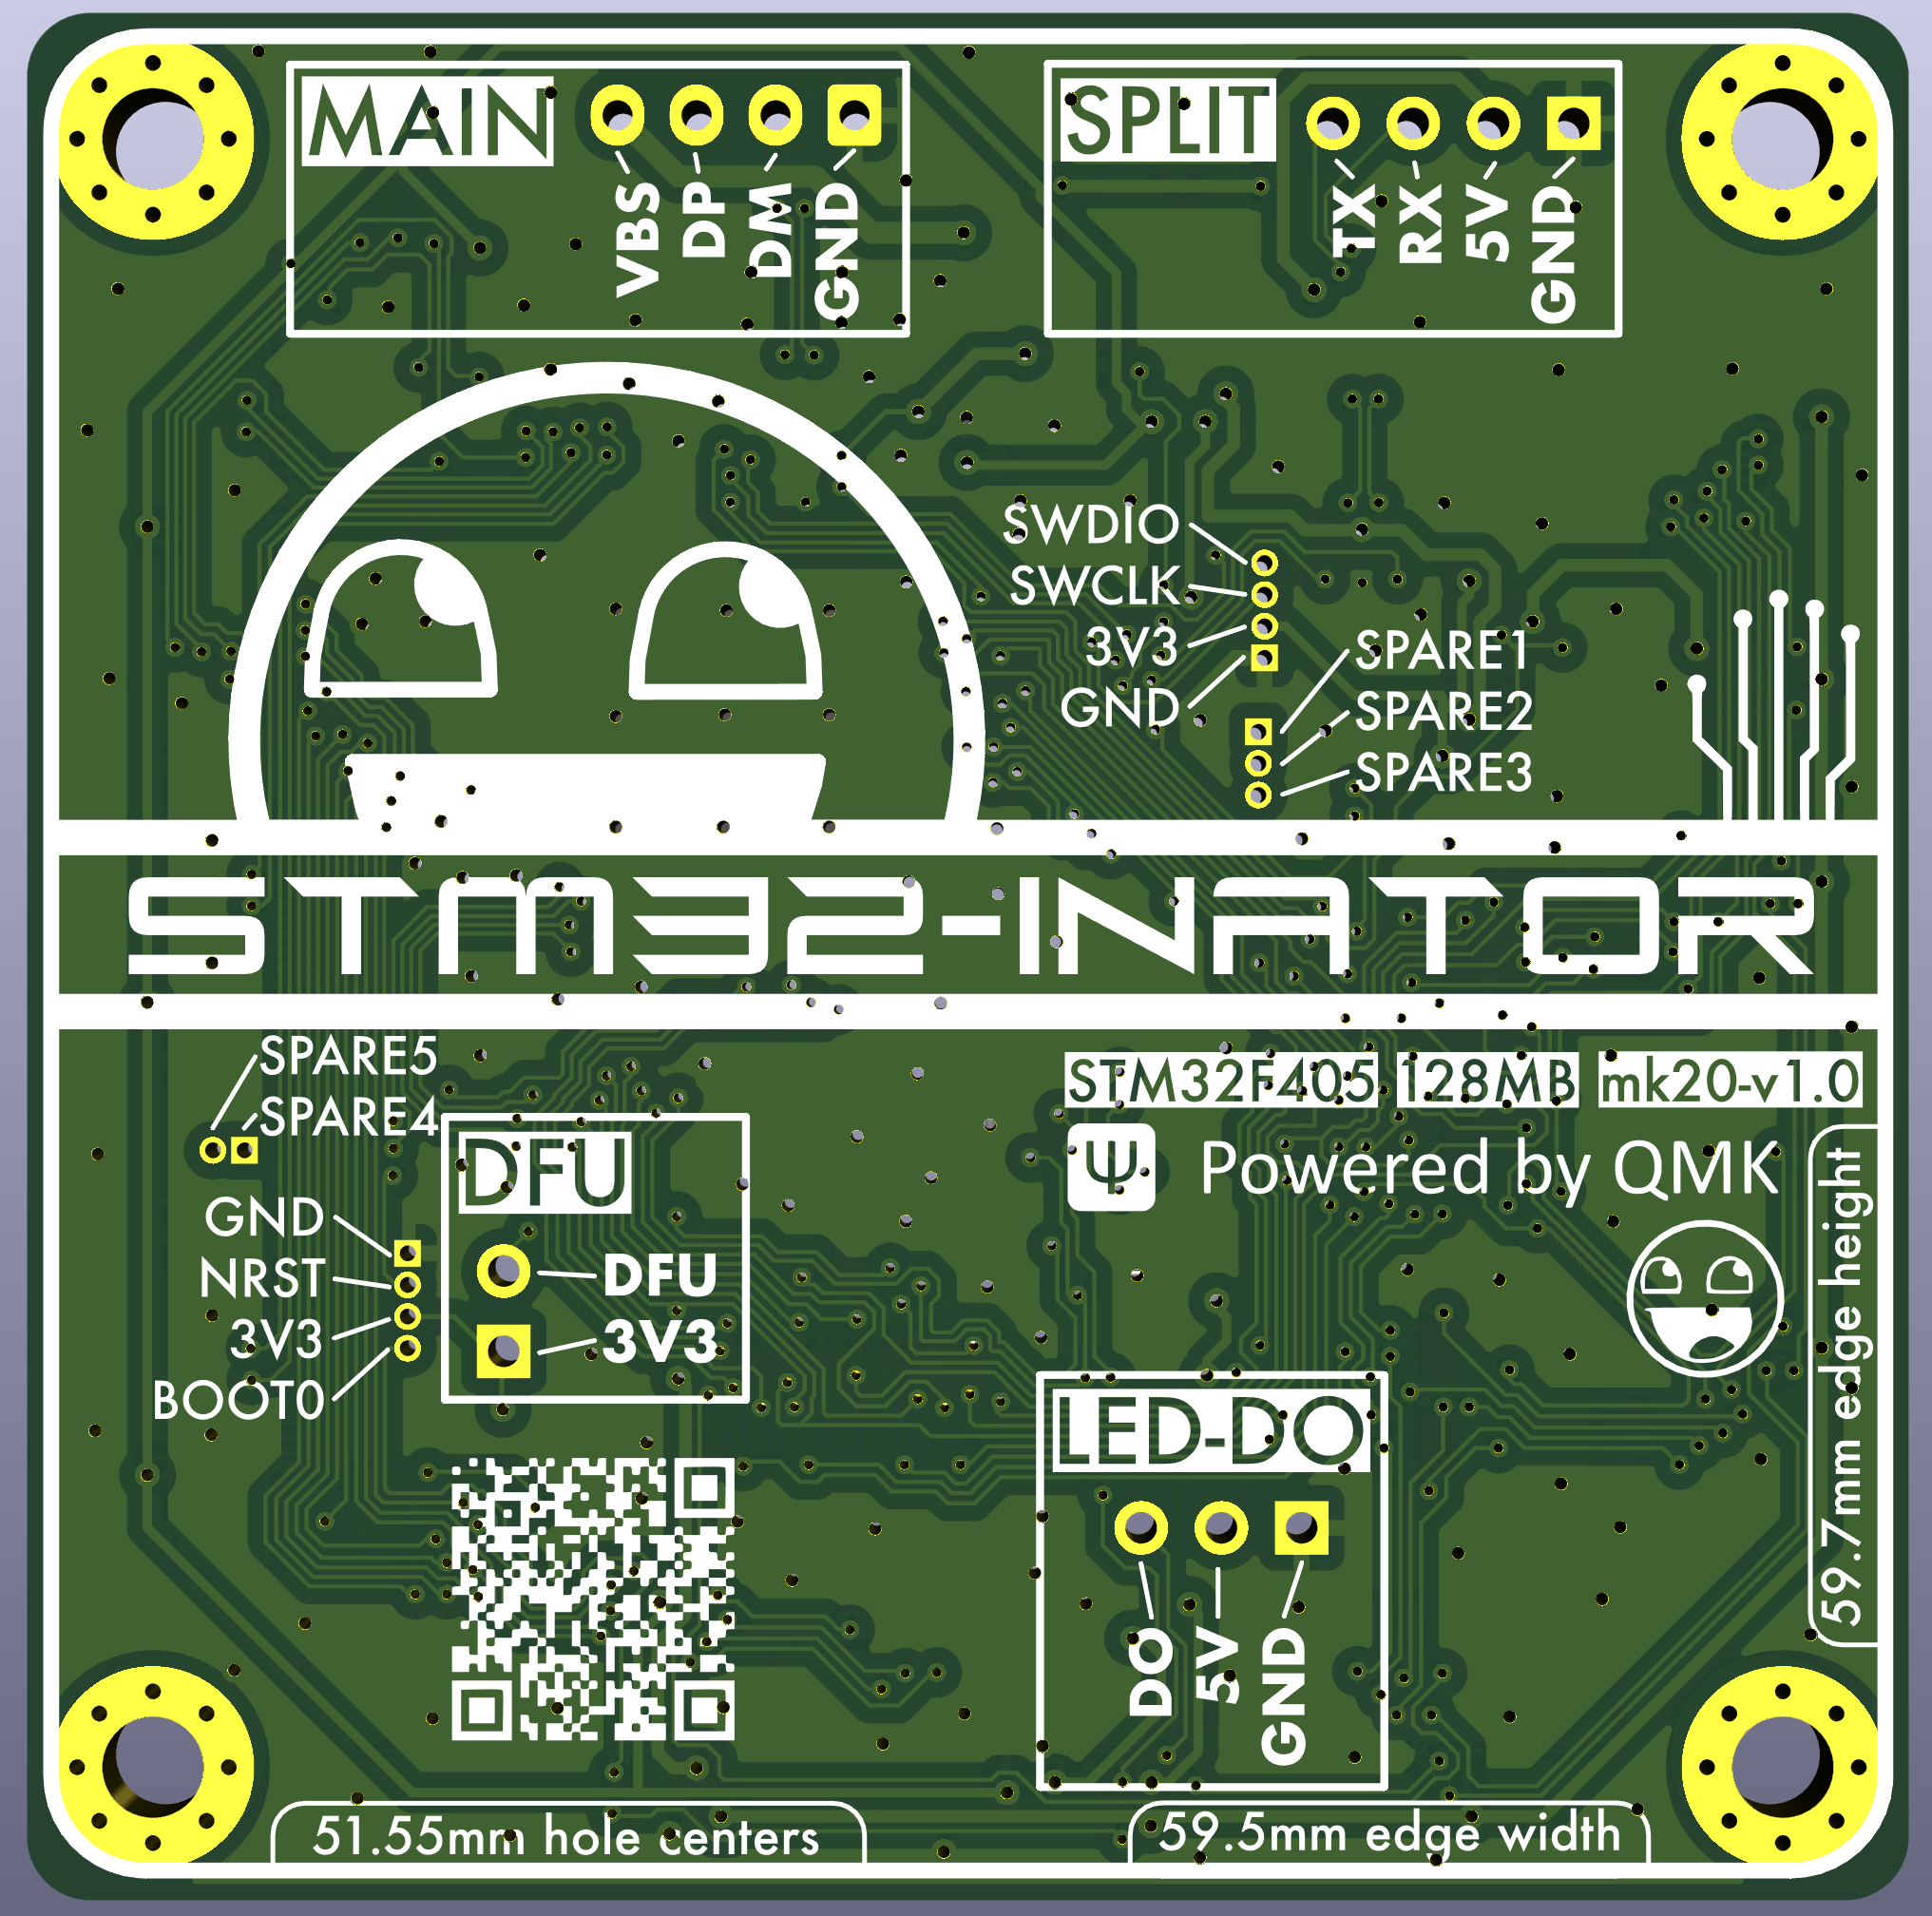 MAIN
VBS
DP
DM
GND
SPLIT
TX
RX
5V
GND
SWDIO
SWCLK
3V3
GND
SPARE1
SPARE2
SPARE3
STM32-INATOR
SPARE5
SPARE4
GND
NRST
3V3
BOOT0
DFU
DFU
3V3
STM32F405 128MB mk20-v1.0
Powered by QMK
59.7mm edge height
LED-DO
DO
5V
GND
51.55mm hole centers
59.5mm edge width